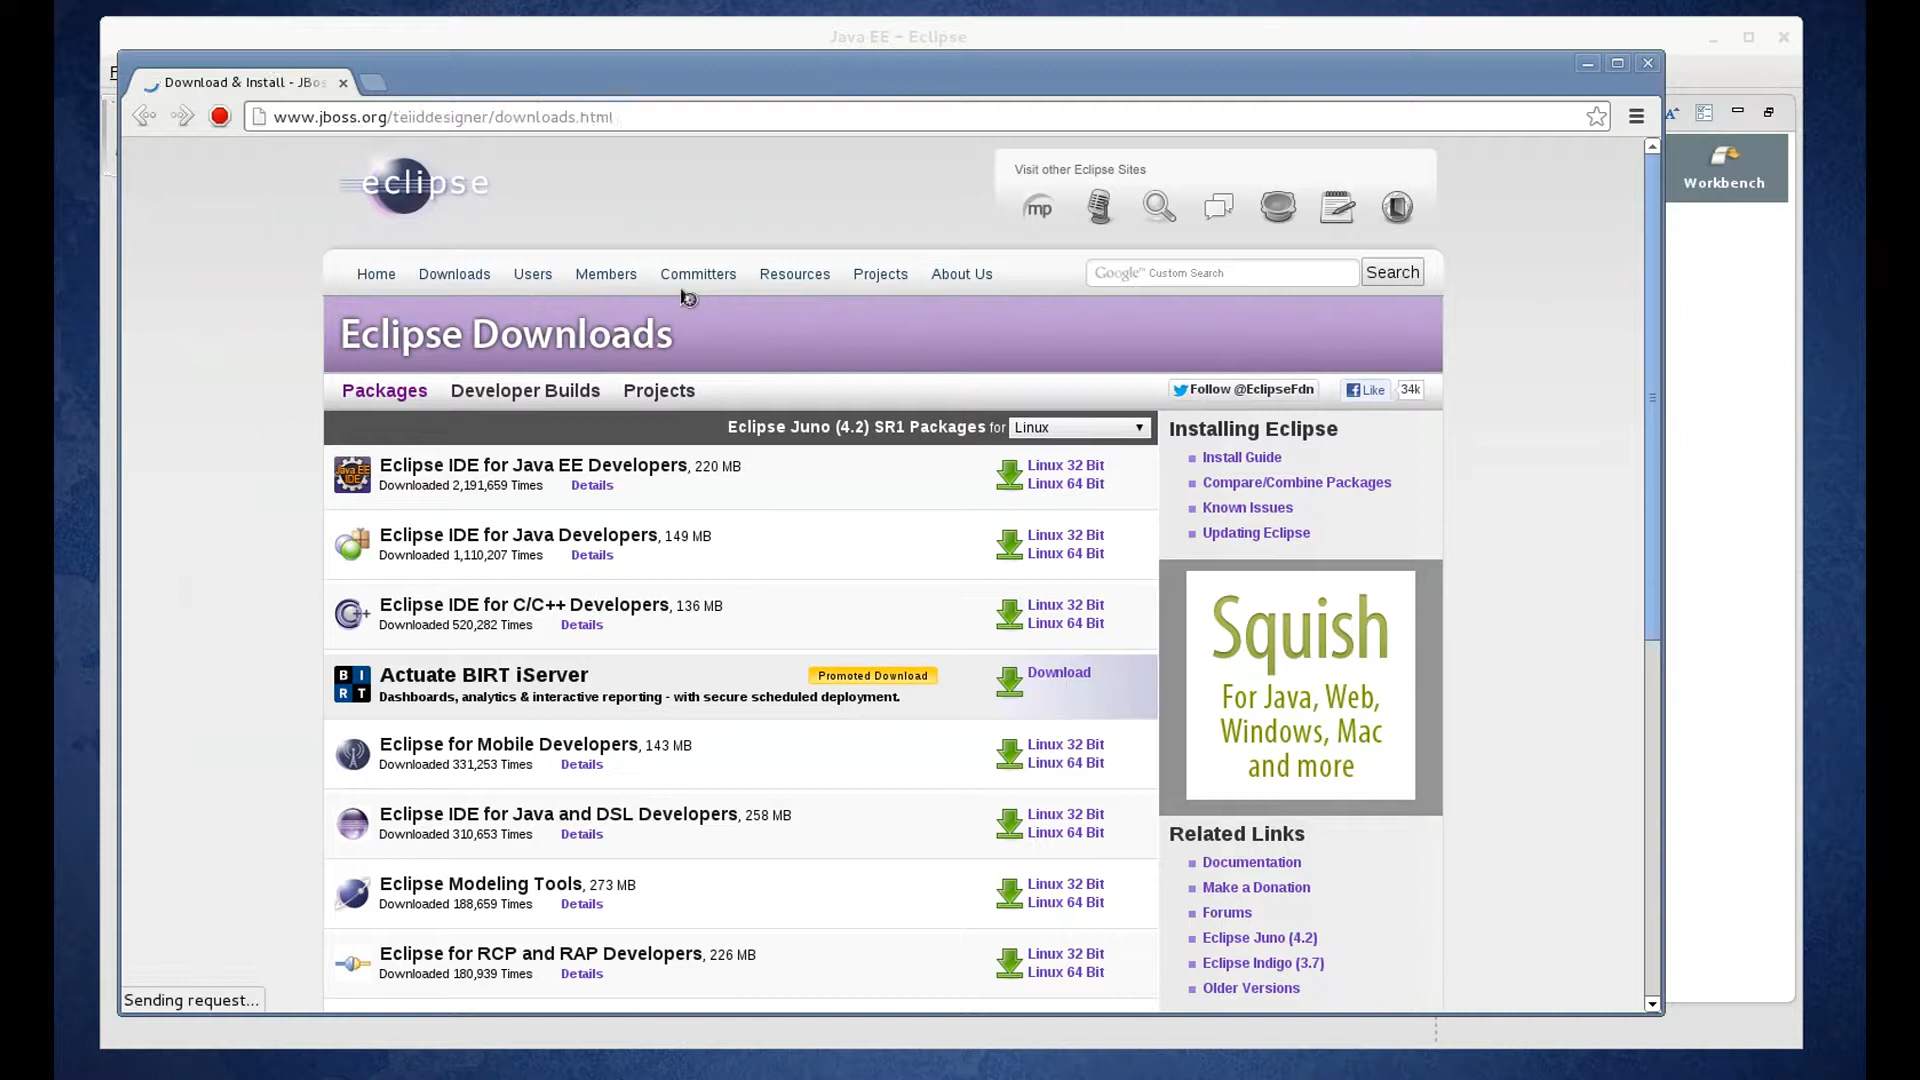 Java EE - Eclipse
F
Download & Install - JBos
www.jboss.org/teiiddesigner/downloads.html
Workbench
eclipse
Visit other Eclipse Sites
mp
Home Downloads Users Members Committers Resources Projects About Us
Google™ Custom Search
Search
Eclipse Downloads
Packages Developer Builds Projects
Follow @EclipseFdn
Like 34k
Eclipse Juno (4.2) SR1 Packages for Linux
Eclipse IDE for Java EE Developers, 220 MB
Downloaded 2,191,659 Times Details
Linux 32 Bit
Linux 64 Bit
Java EE
IDE
Eclipse IDE for Java Developers, 149 MB
Downloaded 1,110,207 Times Details
Linux 32 Bit
Linux 64 Bit
Eclipse IDE for C/C++ Developers, 136 MB
Downloaded 520,282 Times Details
Linux 32 Bit
Linux 64 Bit
C++
BIRT
Actuate BIRT iServer
Promoted Download
Download
Dashboards, analytics & interactive reporting - with secure scheduled deployment.
Eclipse for Mobile Developers, 143 MB
Downloaded 331,253 Times Details
Linux 32 Bit
Linux 64 Bit
Eclipse IDE for Java and DSL Developers, 258 MB
Downloaded 310,653 Times Details
Linux 32 Bit
Linux 64 Bit
Eclipse Modeling Tools, 273 MB
Downloaded 188,659 Times Details
Linux 32 Bit
Linux 64 Bit
Eclipse for RCP and RAP Developers, 226 MB
Downloaded 180,939 Times Details
Linux 32 Bit
Linux 64 Bit
Installing Eclipse
Install Guide
Compare/Combine Packages
Known Issues
Updating Eclipse
Squish
For Java, Web,
Windows, Mac
and more
Related Links
Documentation
Make a Donation
Forums
Eclipse Juno (4.2)
Eclipse Indigo (3.7)
Older Versions
Sending request...